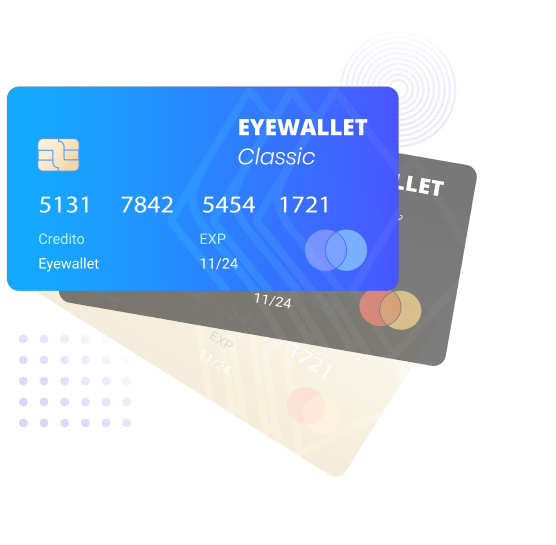 EYEWALLET
Classic
5131 7842 5454 1721
Credito EXP
Eyewallet 11/24
LLET
11/24
EXP
11/24
1721